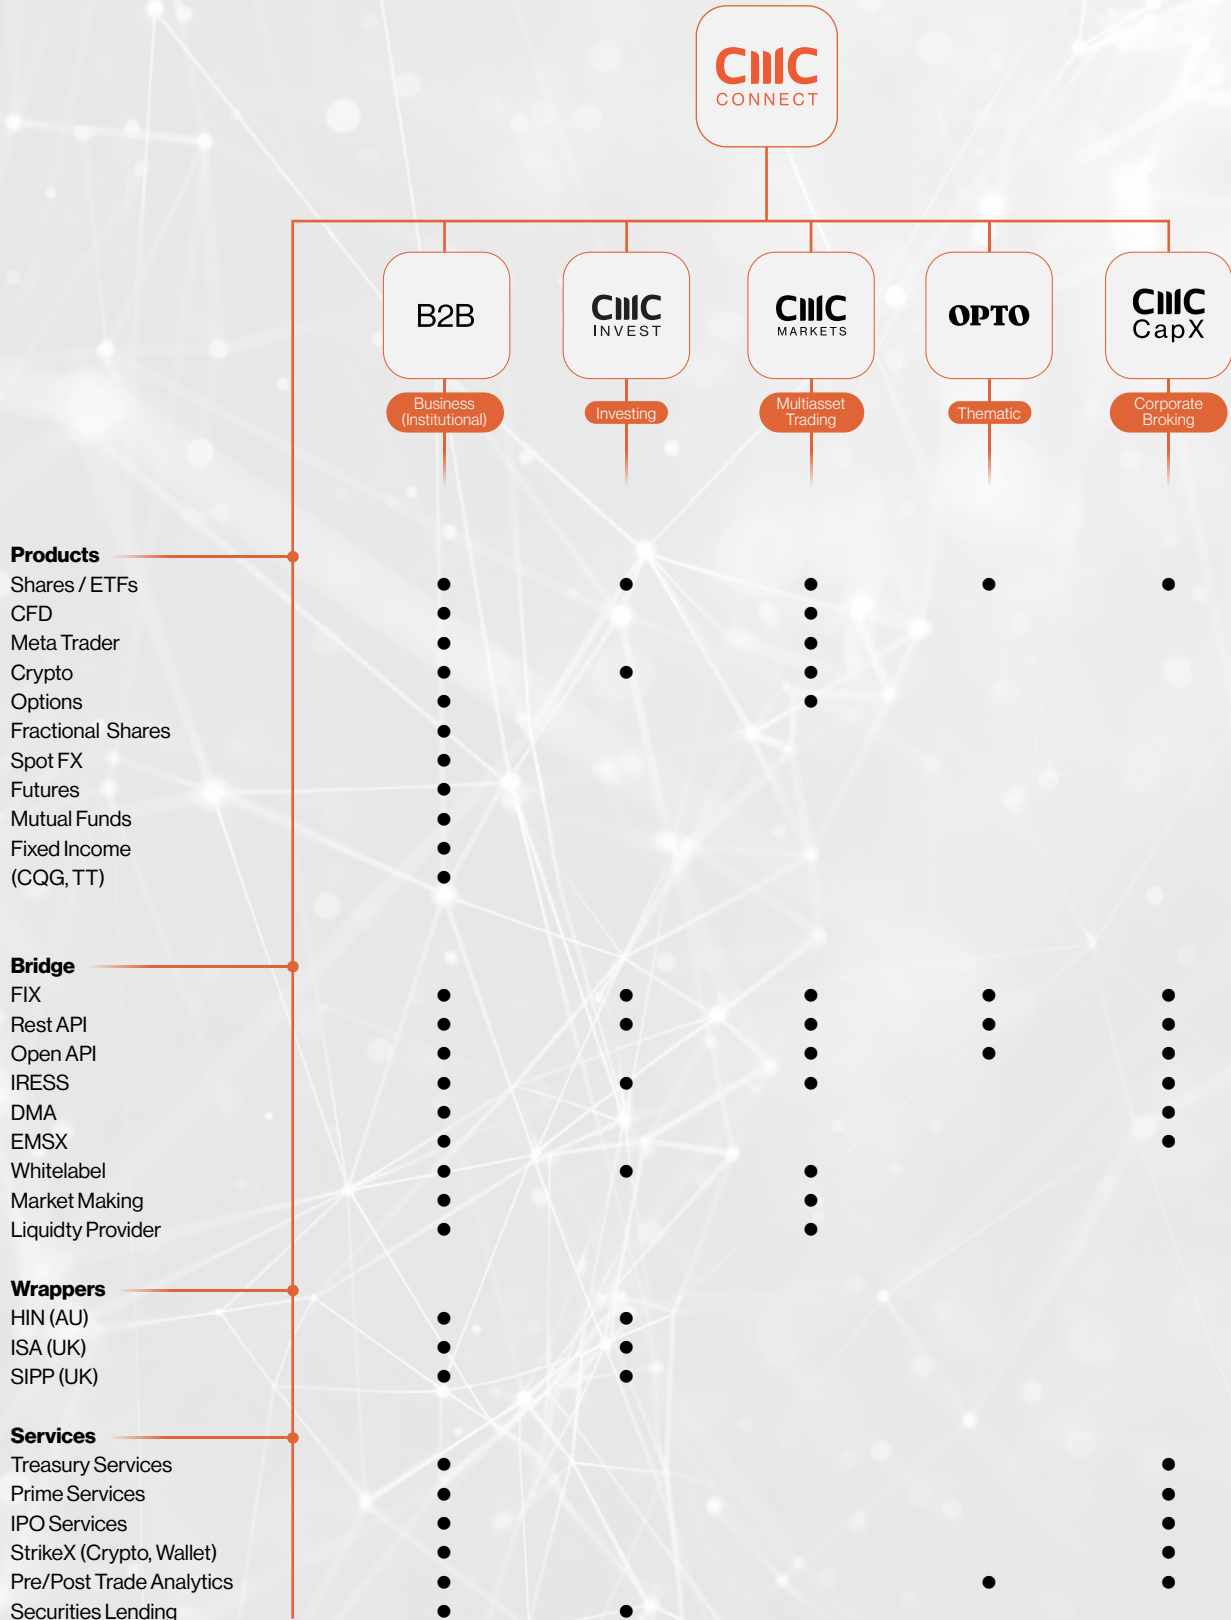 CMC
CONNECT
B2B
CMC
INVEST
CMC
MARKETS
OPTO
CMC
CapX
Business
(Institutional)
Investing
Multiasset
Trading
Thematic
Corporate
Broking
Products
Shares / ETFs
CFD
Meta Trader
Crypto
Options
Fractional Shares
Spot FX
Futures
Mutual Funds
Fixed Income
(CQG, TT)
Bridge
FIX
Rest API
Open API
IRESS
DMA
EMSX
Whitelabel
Market Making
Liquidty Provider
Wrappers
HIN (AU)
ISA (UK)
SIPP (UK)
Services
Treasury Services
Prime Services
IPO Services
StrikeX (Crypto, Wallet)
Pre/Post Trade Analytics
Securities Lending